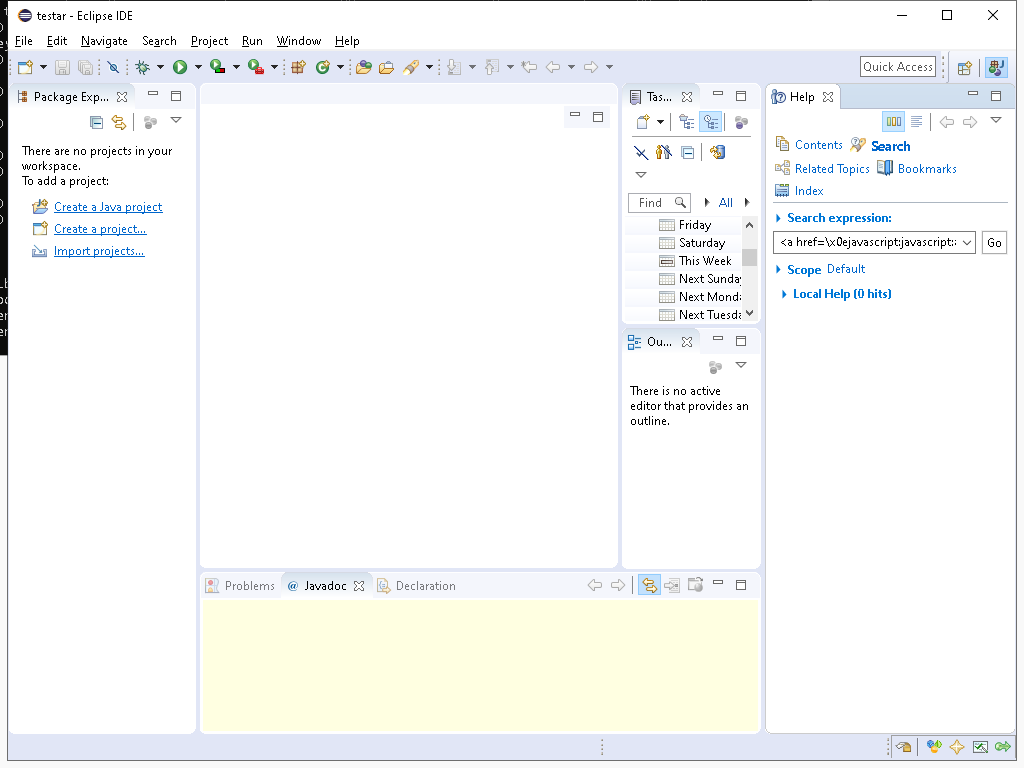 testar - Eclipse IDE
File Edit Navigate Search Project Run Window Help
Quick Access
Package Exp...
There are no projects in your
workspace.
To add a project:
Create a Java project
Create a project...
Import projects...
Tas...
Find
All
Friday
Saturday
This Week
Next Sunday
Next Monda
Next Tuesda
Ou...
There is no active
editor that provides an
outline.
Help
Contents Search
Related Topics Bookmarks
Index
Search expression:
<a href=\x0ejavascript:javascript:a
Go
Scope Default
Local Help (0 hits)
Problems @ Javadoc Declaration